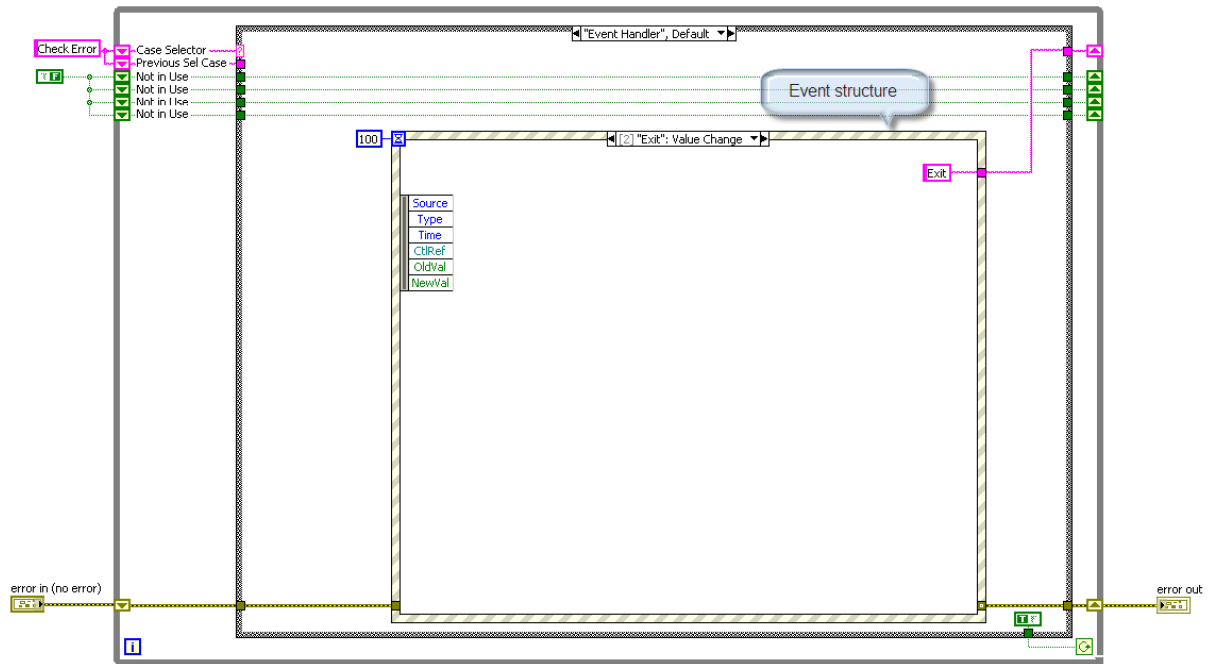 "Event Handler", Default
Check Error
Case Selector
?
Previous Sel Case
T F
Not in Use
Not in Use
Not in Use
Not in Use
Event structure
100
[2] "Exit": Value Change
Exit
Source
Type
Time
CtlRef
OldVal
NewVal
error in (no error)
error out
T F
i